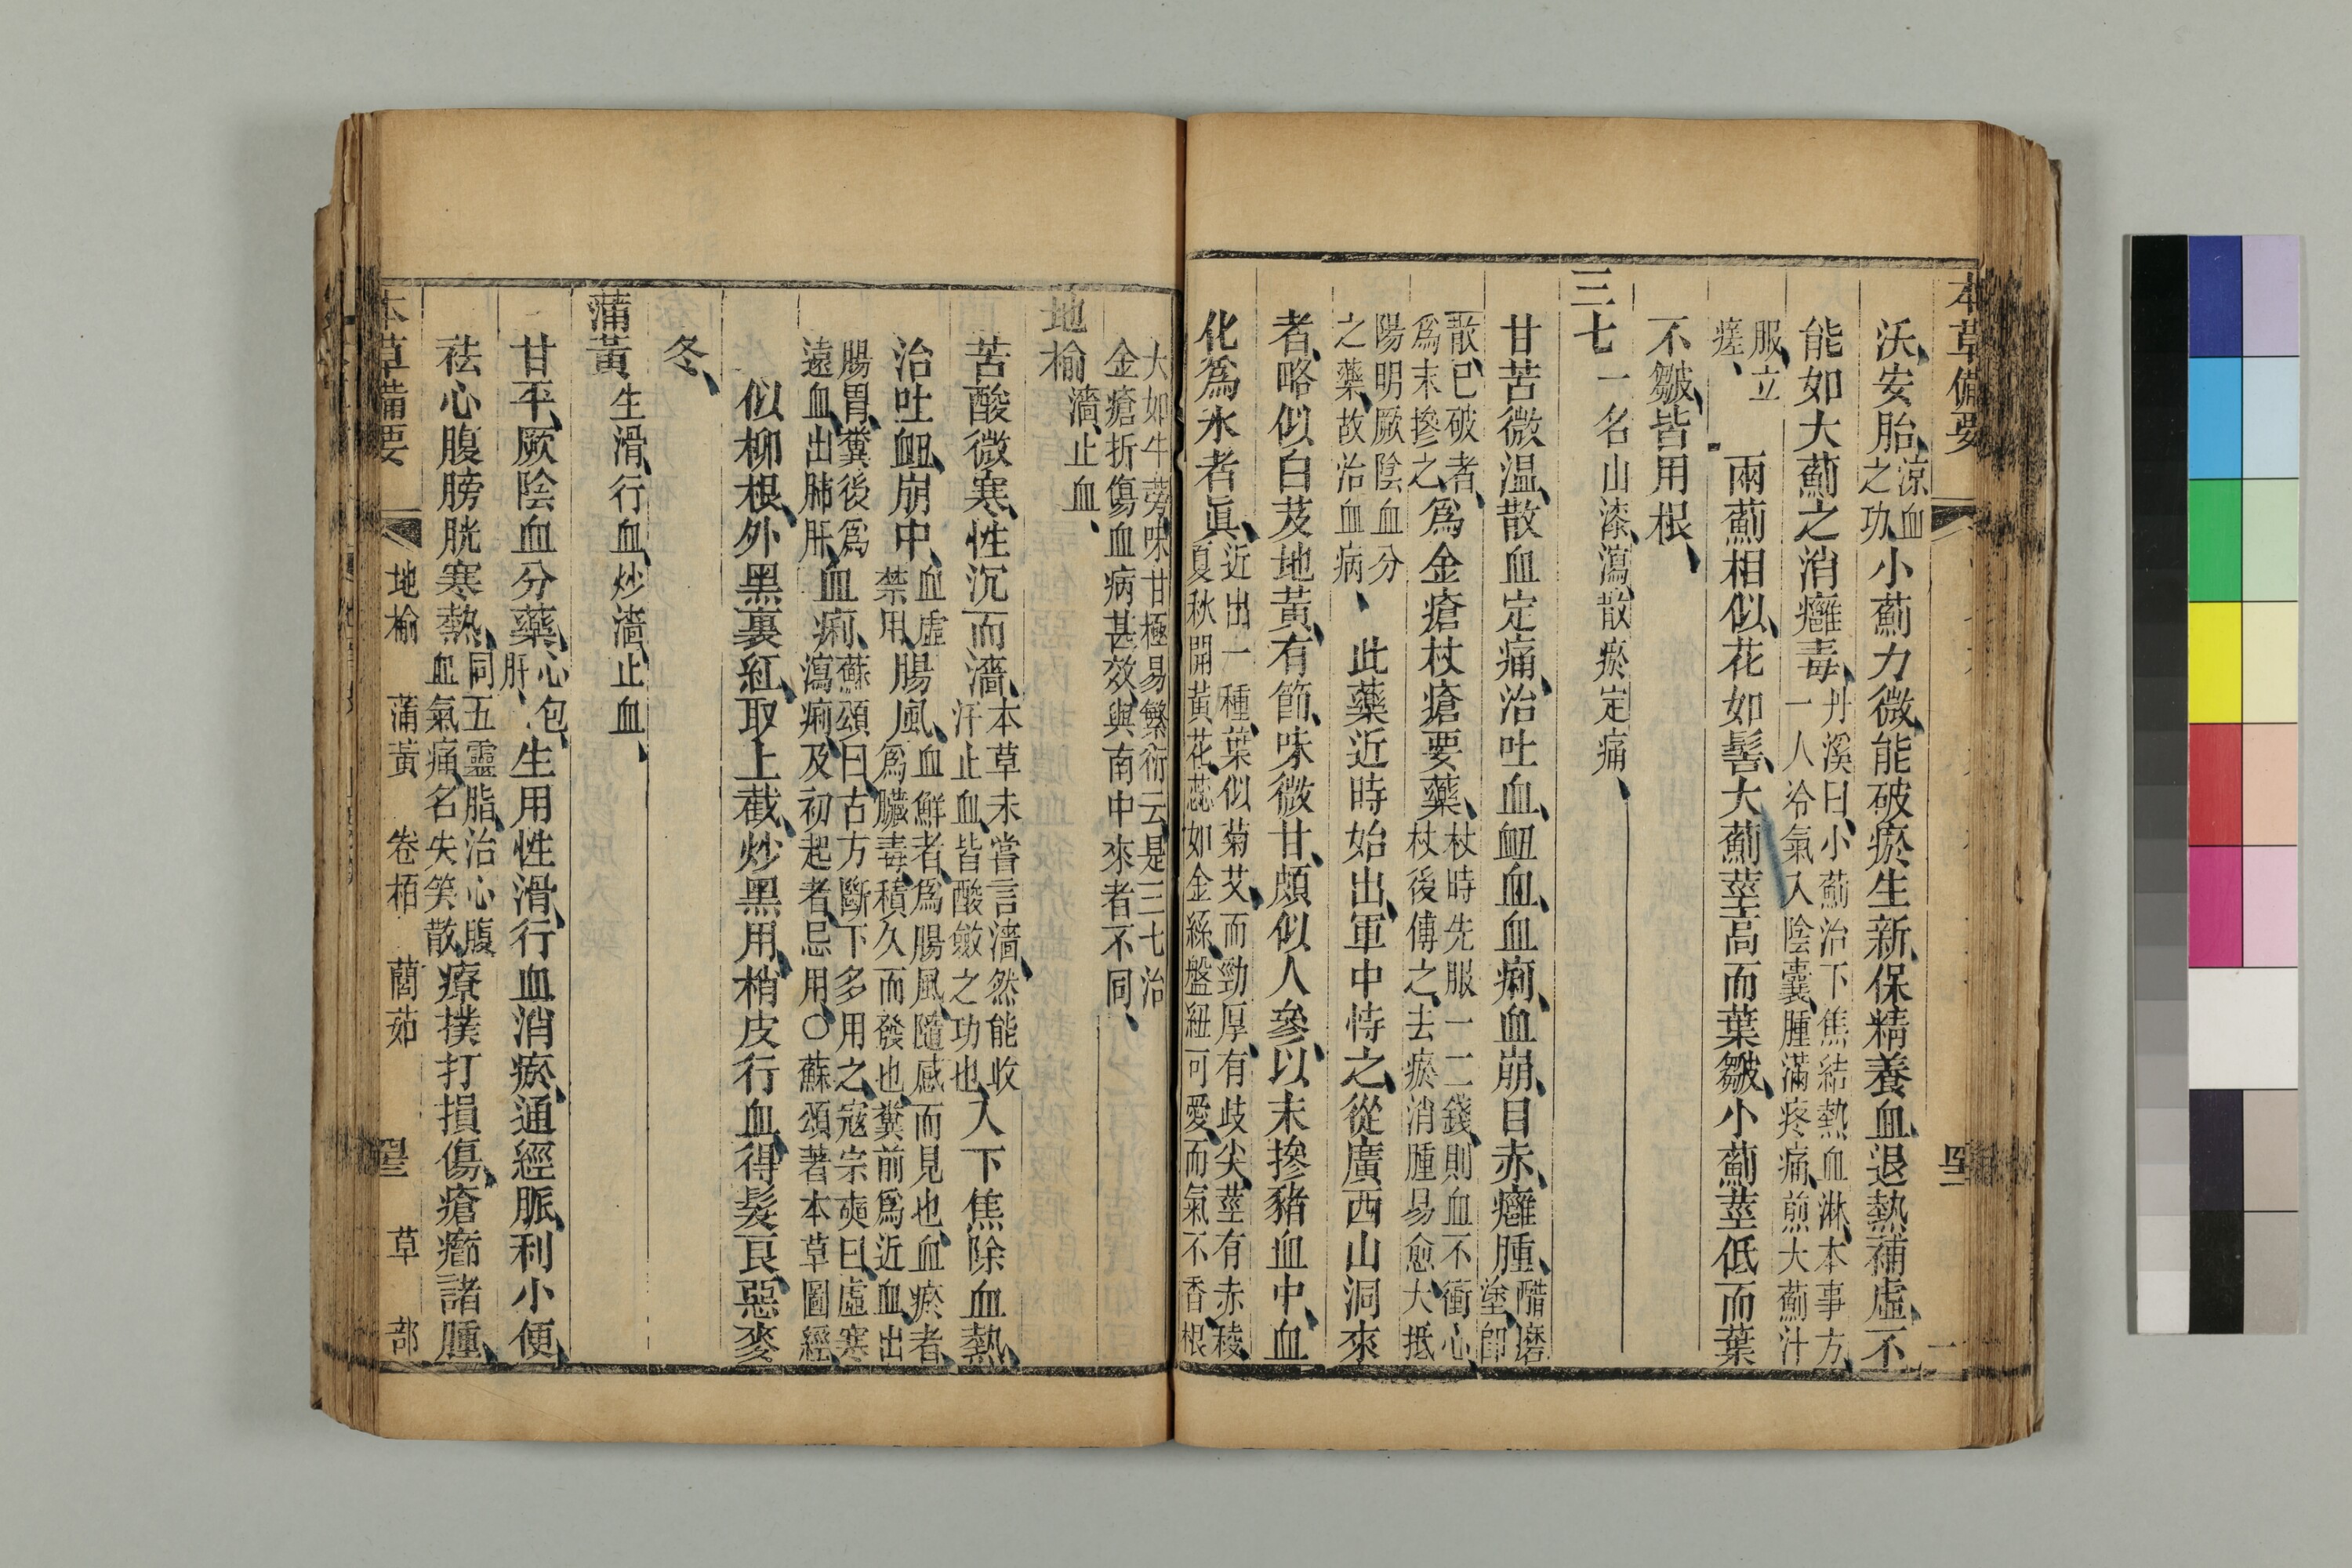 本草備要
沃、安胎、涼血之功、小薊力微、能破瘀生新、保精養血、退熱補虛、不
能如大薊之消癰毒、丹溪曰、小薊治下焦結熱血淋、本事方、一人冷氣入陰囊、腫滿疼痛、煎大薊汁
服立瘥、兩薊相似、花如髻、大薊莖高而葉皺、小薊莖低而葉
不皺、皆用根、
三七一名山漆、瀉、散瘀定痛、
甘苦微温、散血定痛、治吐血、衄血、血痢、血崩、目赤、癰腫、醋磨塗即
散、已破者、爲末摻之、爲金瘡杖瘡要藥、杖時先服一二錢、則血不衝心、杖後傅之、去瘀消腫易愈、大抵
陽明厥陰血分之藥、故治血病、此藥近時始出、軍中恃之、從廣西山洞來
者、略似白芨地黃、有節、味微甘、頗似人參、以末摻豬血中、血
化爲水者眞、近出一種、葉似菊艾、而勁厚、有歧尖、莖有赤稜、夏秋開黃花、蕊如金絲、盤紐可愛、而氣不香、根
大如牛蒡、味甘極易繁衍、云是三七、治金瘡折傷血病甚效、與南中來者不同、
地榆濇、止血、
苦酸微寒、性沉而濇、本草未嘗言濇、然能收汗止血、皆酸斂之功也、入下焦除血熱、
治吐衄、崩中、血虛禁用、腸風、血鮮者、爲腸風、隨感而見也、血瘀者、爲臟毒、積久而發也、糞前爲近血、出
腸胃、糞後爲遠血、出肺肝、血痢、蘇頌曰、古方斷下多用之、寇宗奭曰、虛寒瀉痢、及初起者、忌用、〇蘇頌著本草圖經、
似柳根、外黑裏紅、取上截、炒黑用、梢皮行血、得髮良、惡麥
冬、
蒲黃生滑、行血、炒濇、止血、
甘平、厥陰血分藥、心包、肝、生用性滑、行血消瘀、通經脈、利小便、
祛心腹膀胱寒熱、同五靈脂、治心腹血氣痛、名失笑散、療撲打損傷、瘡癤諸腫、
本草備要 地榆 蒲黃 卷栢 藺茹 草部